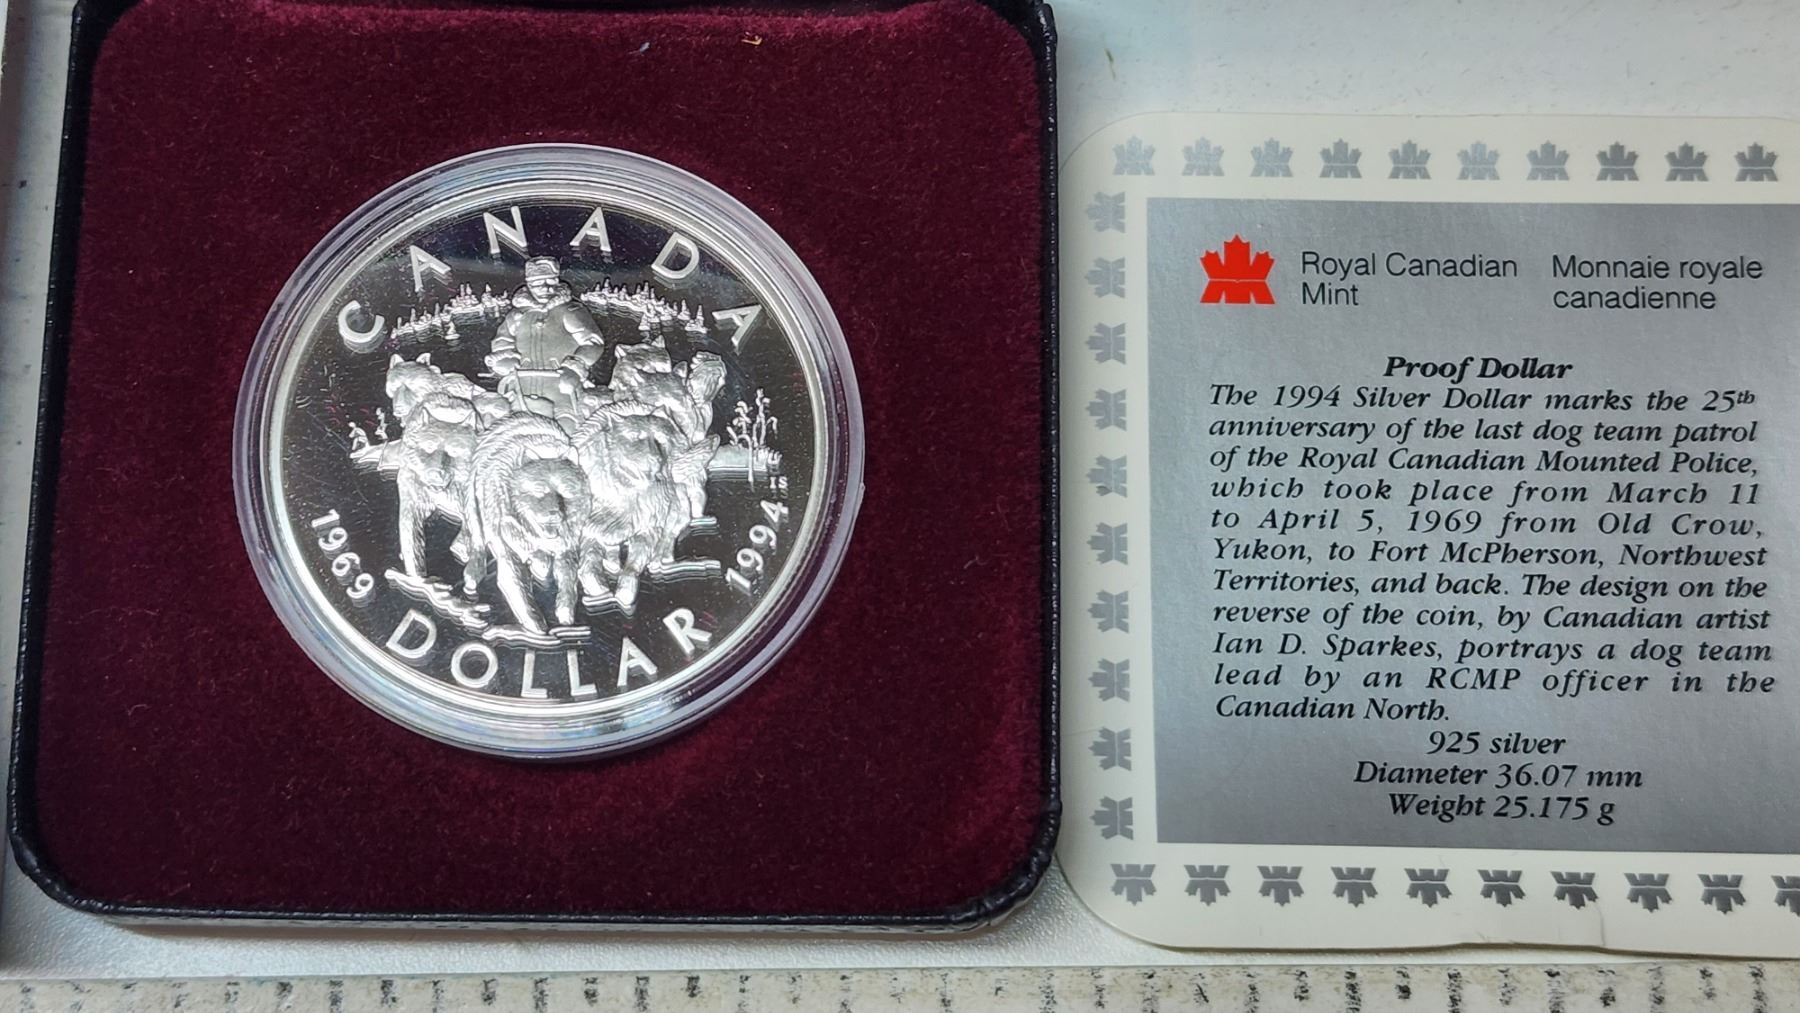 CANADA
1969
1994
IS
DOLLAR
Royal Canadian
Mint
Monnaie royale
canadienne
Proof Dollar
The 1994 Silver Dollar marks the 25th
anniversary of the last dog team patrol
of the Royal Canadian Mounted Police,
which took place from March 11
to April 5, 1969 from Old Crow,
Yukon, to Fort McPherson, Northwest
Territories, and back. The design on the
reverse of the coin, by Canadian artist
Ian D. Sparkes, portrays a dog team
lead by an RCMP officer in the
Canadian North.
925 silver
Diameter 36.07 mm
Weight 25.175 g